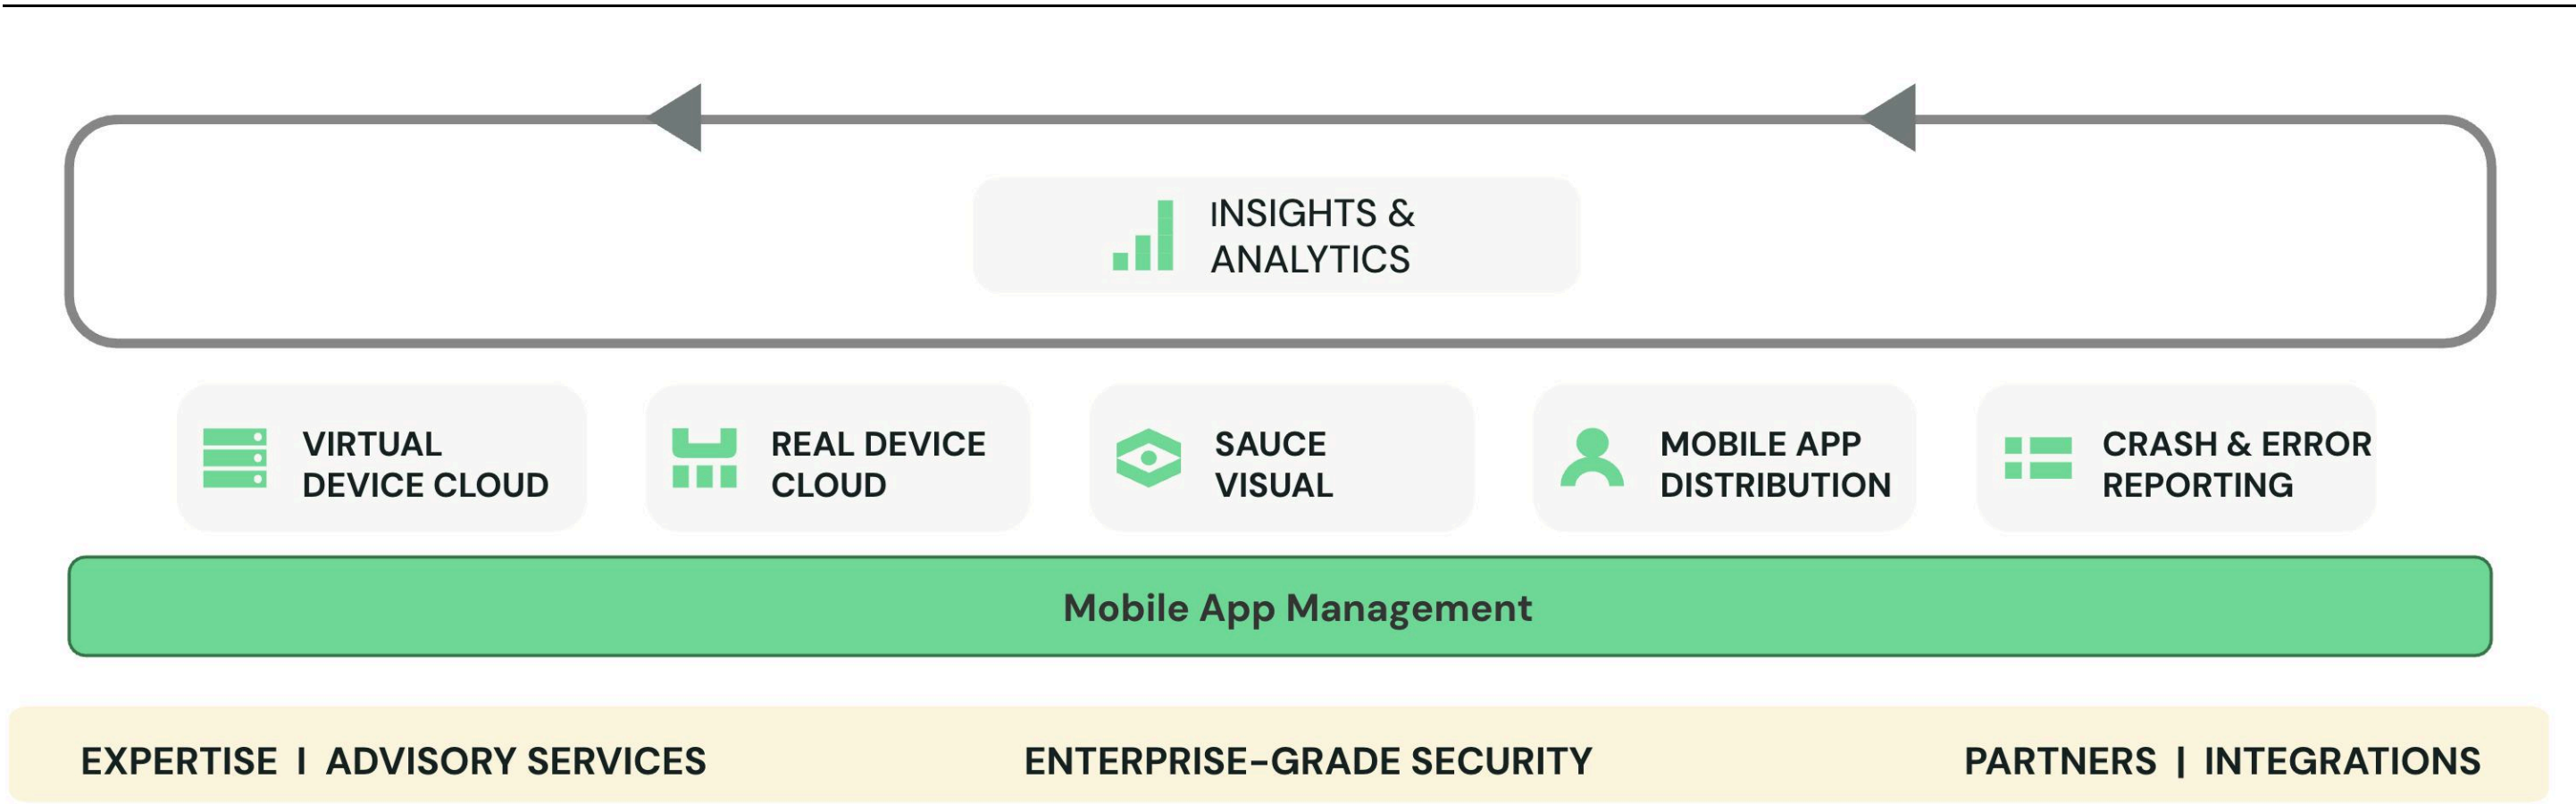 INSIGHTS &
ANALYTICS
VIRTUAL
DEVICE CLOUD
REAL DEVICE
CLOUD
SAUCE
VISUAL
MOBILE APP
DISTRIBUTION
CRASH & ERROR
REPORTING
Mobile App Management
EXPERTISE | ADVISORY SERVICES
ENTERPRISE-GRADE SECURITY
PARTNERS | INTEGRATIONS